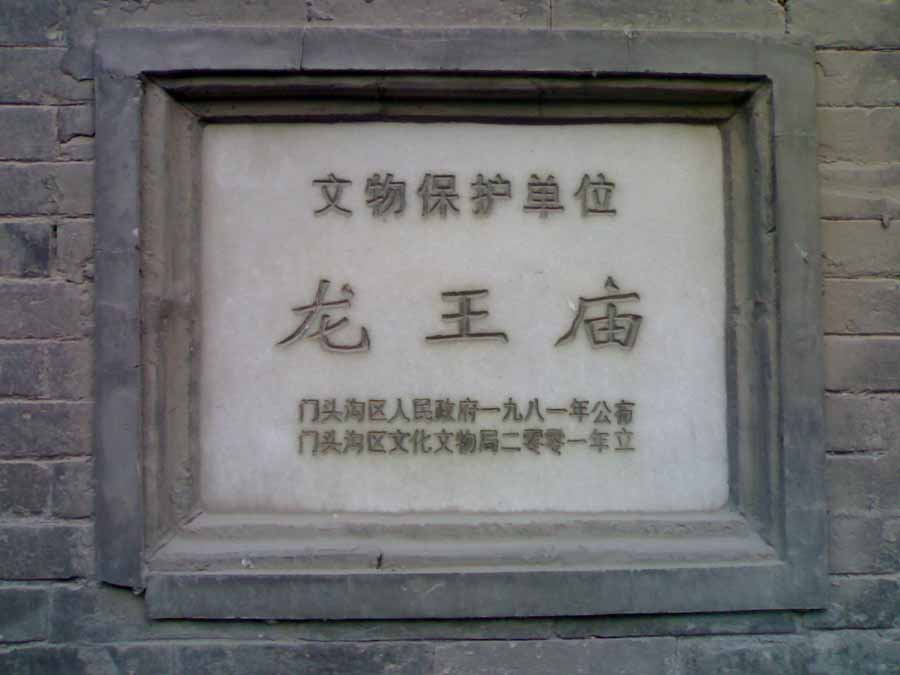 文物保护单位
龙王庙
门头沟区人民政府一九八一年公布
门头沟区文化文物局二零零一年立